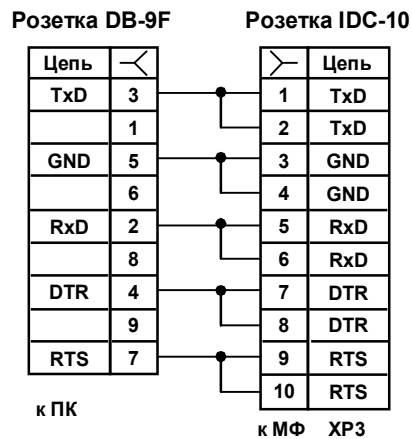 Розетка DB-9F Розетка IDC-10
Цепь Цепь
TxD 3 1 TxD
1 2 TxD
GND 5 3 GND
6 4 GND
RxD 2 5 RxD
8 6 RxD
DTR 4 7 DTR
9 8 DTR
RTS 7 9 RTS
10 RTS
к ПК
к МФ XP3